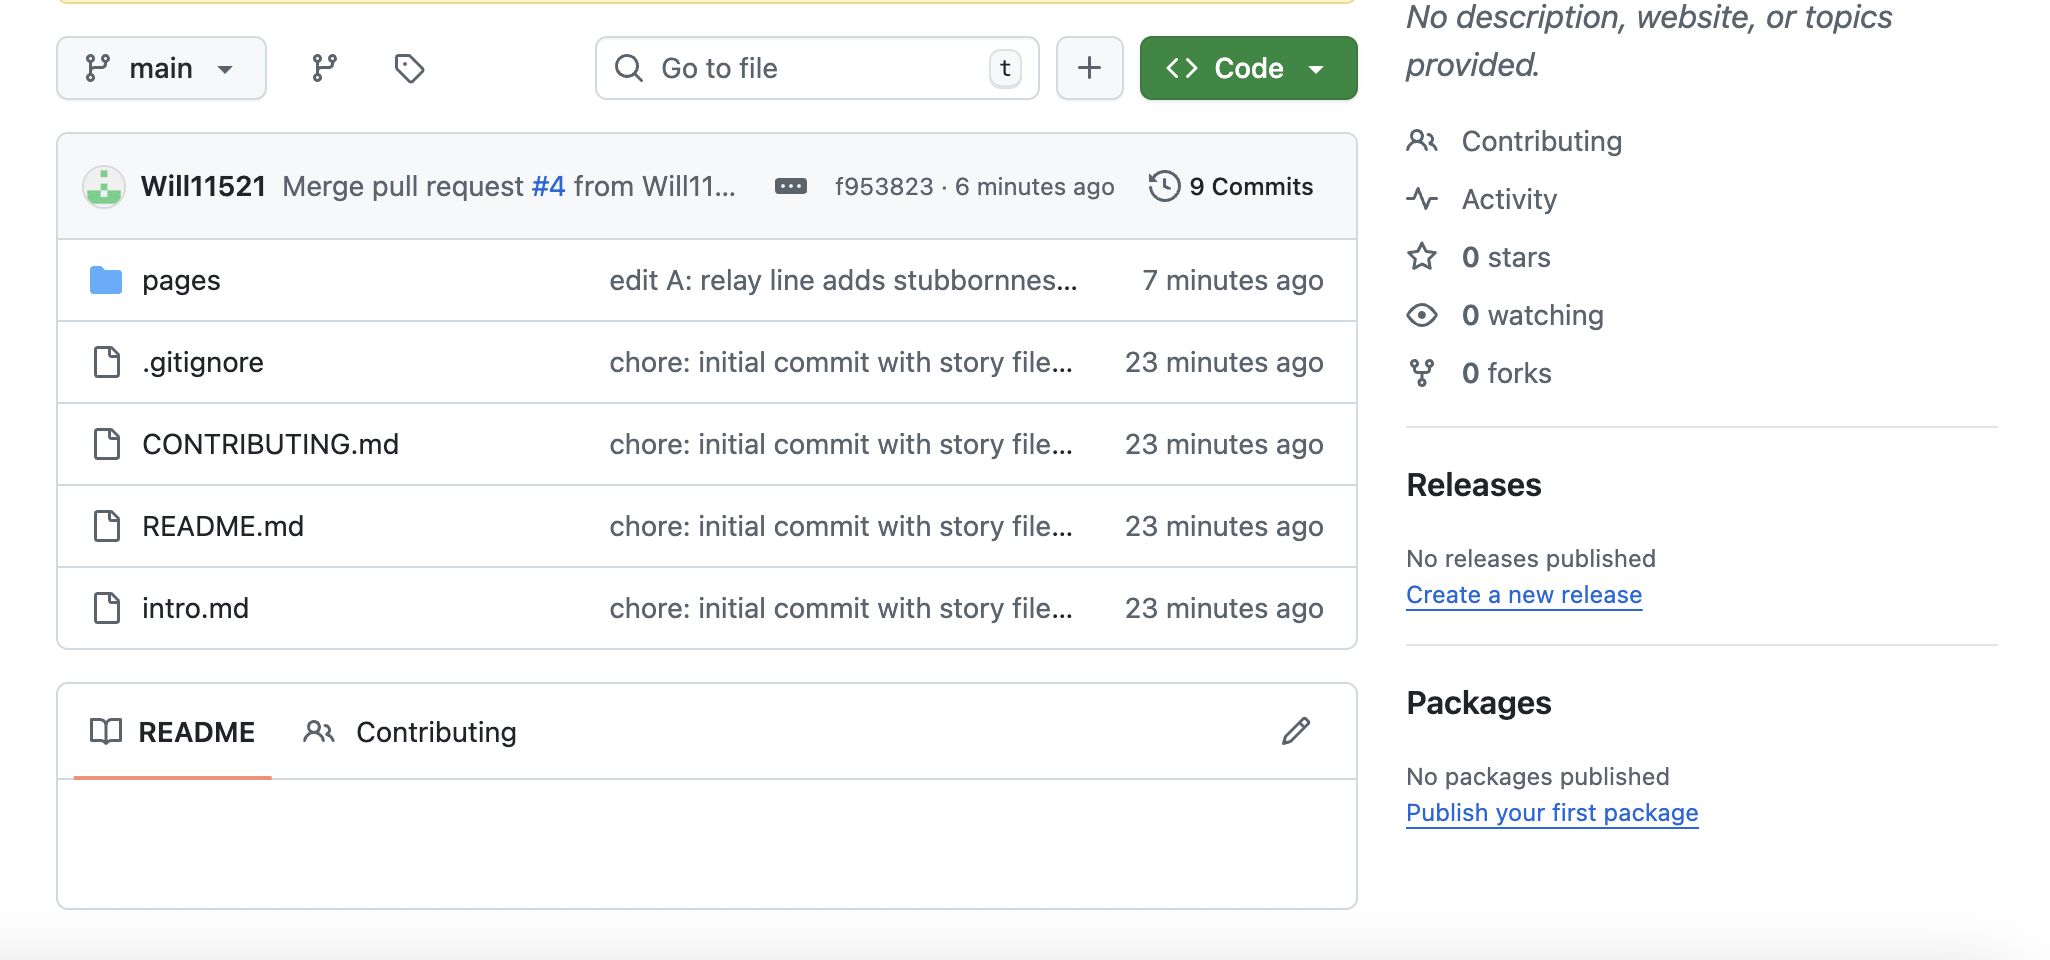 No description, website, or topics
provided.
main
Go to file
t
Code
Will11521 Merge pull request #4 from Will11... f953823 · 6 minutes ago 9 Commits
pages edit A: relay line adds stubbornnes... 7 minutes ago
.gitignore chore: initial commit with story file... 23 minutes ago
CONTRIBUTING.md chore: initial commit with story file... 23 minutes ago
README.md chore: initial commit with story file... 23 minutes ago
intro.md chore: initial commit with story file... 23 minutes ago
README Contributing
Contributing
Activity
0 stars
0 watching
0 forks
Releases
No releases published
Create a new release
Packages
No packages published
Publish your first package